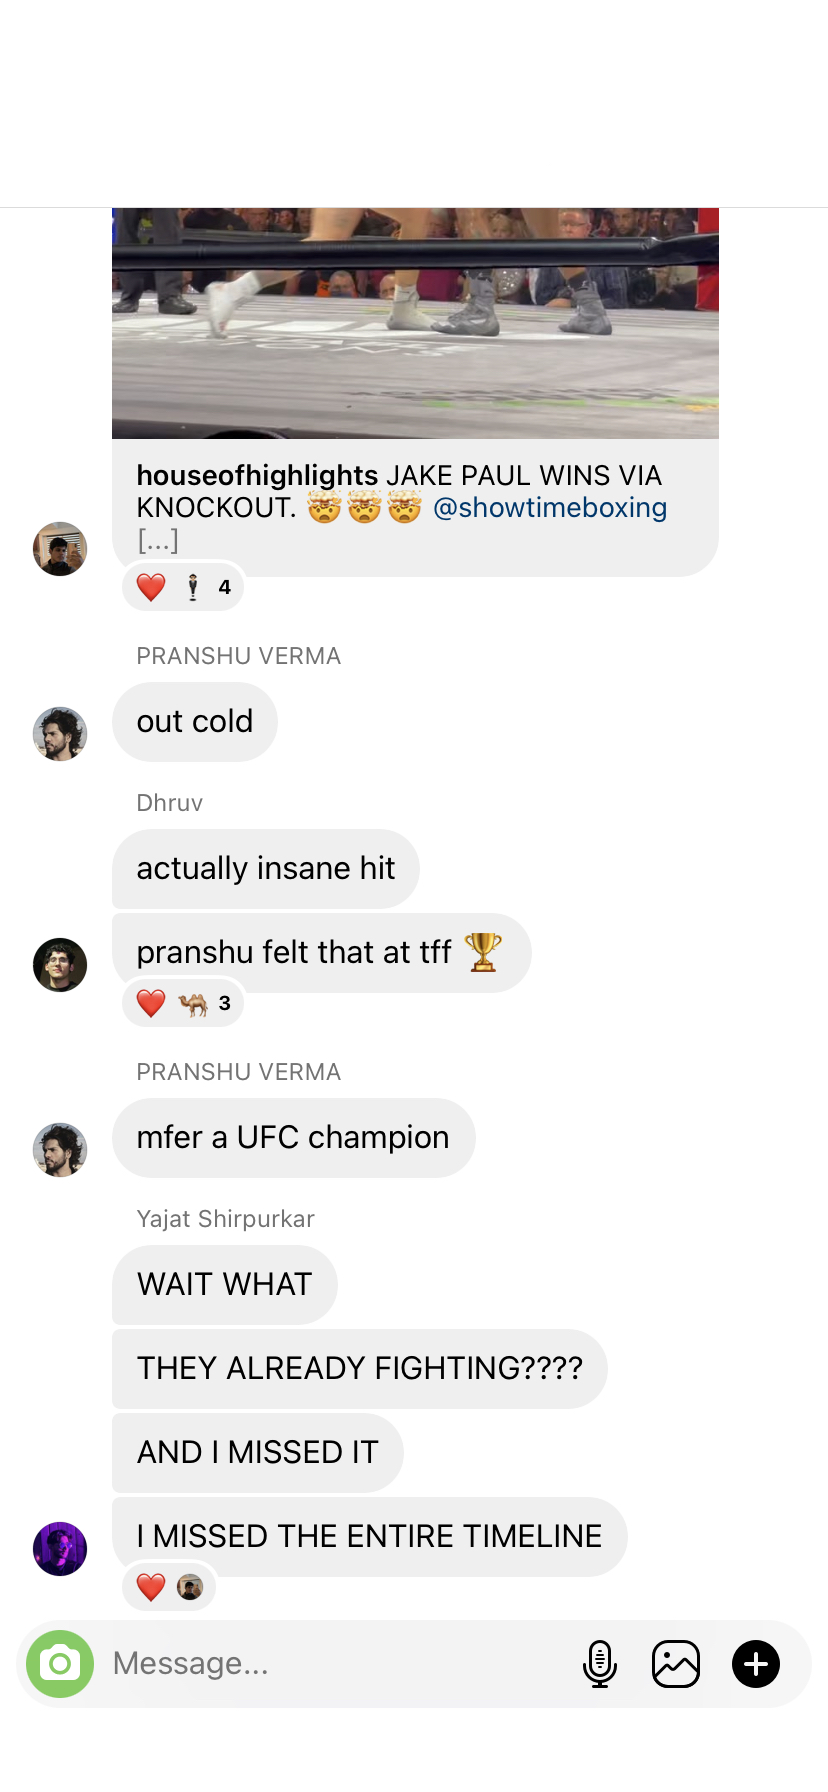 houseofhighlights JAKE PAUL WINS VIA
KNOCKOUT. 🤯🤯🤯 @showtimeboxing
[...]
❤️ 🕴 4
PRANSHU VERMA
out cold
Dhruv
actually insane hit
pranshu felt that at tff 🏆
❤️ 🐪 3
PRANSHU VERMA
mfer a UFC champion
Yajat Shirpurkar
WAIT WHAT
THEY ALREADY FIGHTING????
AND I MISSED IT
I MISSED THE ENTIRE TIMELINE
❤️
Message...